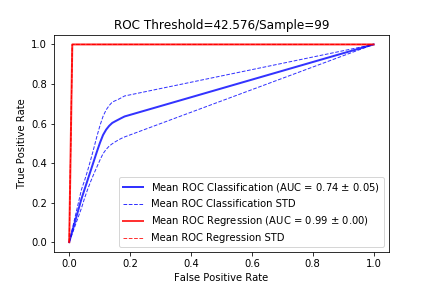 ROC Threshold=42.576/Sample=99
True Positive Rate
1.0
0.8
0.6
0.4
0.2
0.0
Mean ROC Classification (AUC = 0.74 ± 0.05)
Mean ROC Classification STD
Mean ROC Regression (AUC = 0.99 ± 0.00)
Mean ROC Regression STD
0.0 0.2 0.4 0.6 0.8 1.0
False Positive Rate